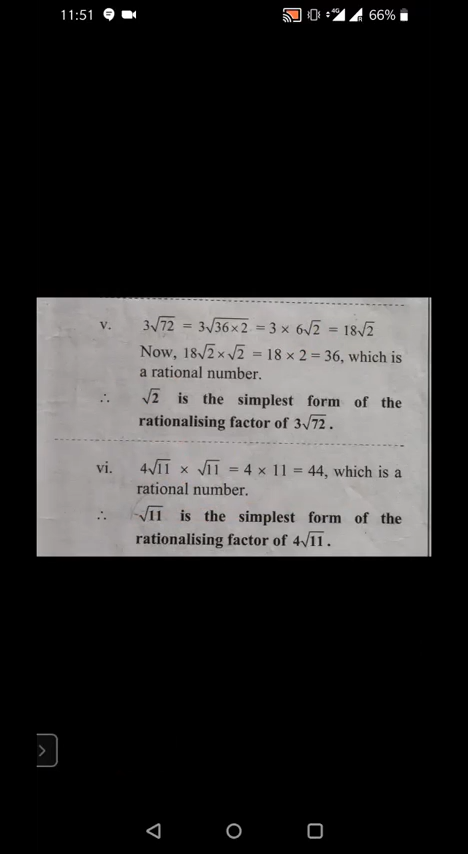 11:51
4G
R
66%
v. 3√72 = 3√36×2 = 3 × 6√2 = 18√2
Now, 18√2 × √2 = 18 × 2 = 36, which is
a rational number.
∴ √2 is the simplest form of the
rationalising factor of 3√72 .
vi. 4√11 × √11 = 4 × 11 = 44, which is a
rational number.
∴ √11 is the simplest form of the
rationalising factor of 4√11 .